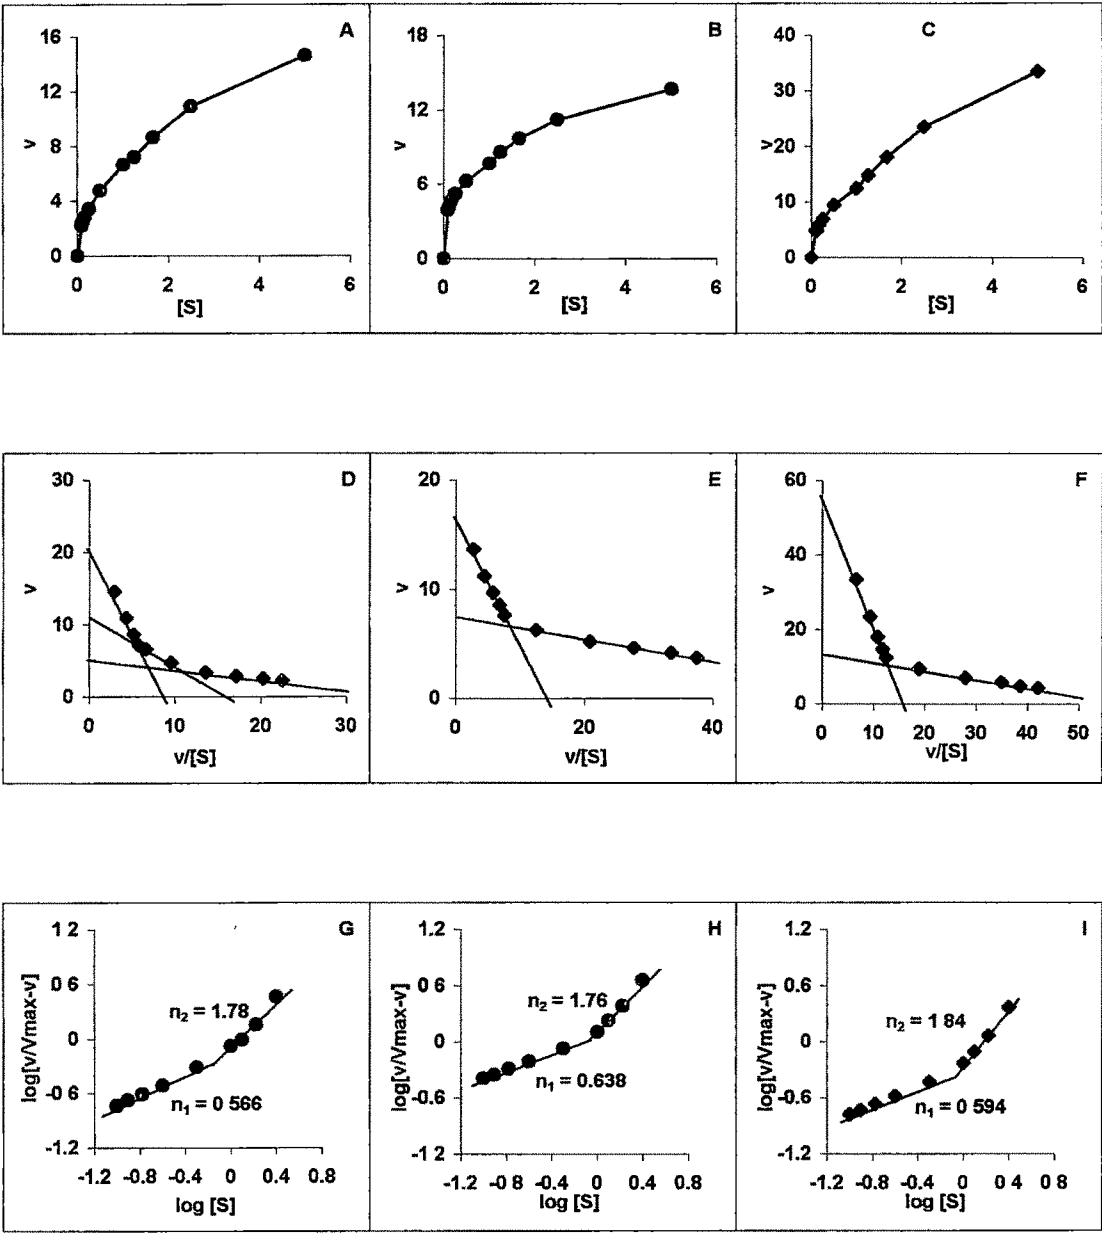 A
v
16
12
8
4
0
0 2 4 6
[S]
B
v
18
12
6
0
0 2 4 6
[S]
C
v
40
30
20
10
0
0 2 4 6
[S]
D
v
30
20
10
0
0 10 20 30
v/[S]
E
v
20
10
0
0 20 40
v/[S]
F
v
60
50
40
30
20
10
0
0 10 20 30 40 50
v/[S]
G
log[v/Vmax-v]
1 2
0 6
0
-0 6
-1 2
n2 = 1.78
n1 = 0 566
-1 2 -0.8 -0.4 0 0.4 0.8
log [S]
H
log[v/Vmax-v]
1.2
0 6
0
-0.6
-1 2
n2 = 1.76
n1 = 0.638
-1.2 -0 8 -0 4 0 0.4 0.8
log [S]
I
log[v/Vmax-v]
1.2
0.6
0
-0.6
-1.2
n2 = 1 84
n1 = 0 594
-1.2 -0.8 -0.4 0 0 4 0 8
log [S]